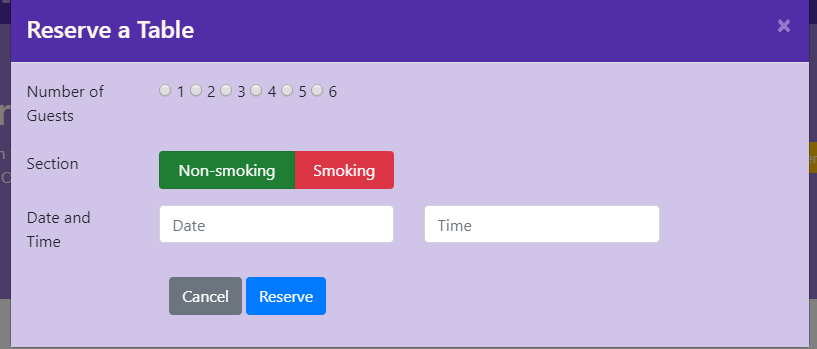 Reserve a Table ×
Number of
Guests
1 2 3 4 5 6
Section Non-smoking Smoking
Date and
Time
Date Time
Cancel Reserve